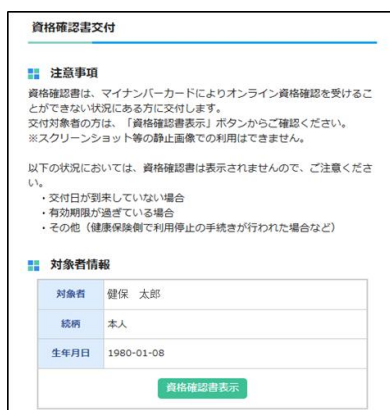 資格確認書交付
注意事項
資格確認書は、マイナンバーカードによりオンライン資格確認を受けるこ
とができない状況にある方に交付します。
交付対象者の方は、「資格確認書表示」ボタンからご確認ください。
※スクリーンショット等の静止画面での利用はできません。
以下の状況においては、資格確認書は表示されませんので、ご注意くださ
い。
・交付日が到来していない場合
・有効期限が過ぎている場合
・その他（健康保険側で利用停止の手続きが行われた場合など）
対象者情報
対象者 健保 太郎
続柄 本人
生年月日 1980-01-08
資格確認書表示